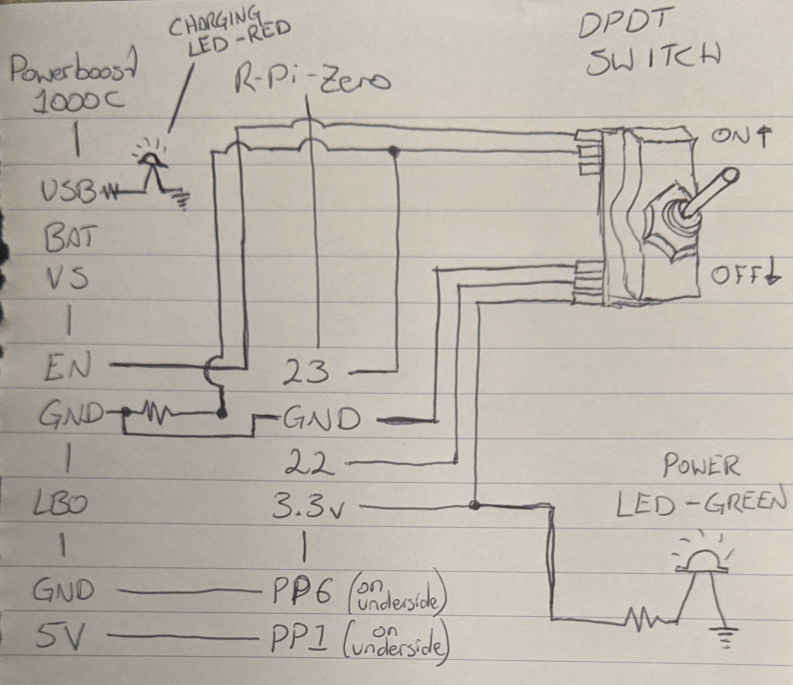 CHARGING
LED-RED
DPDT
SWITCH
Powerboost
1000C
R-Pi-Zero
ON↑
USB
BAT
VS
OFF↓
EN
23
GND
GND
22
POWER
LED-GREEN
LBO
3.3v
GND
PP6 (on underside)
5V
PP1 (on underside)